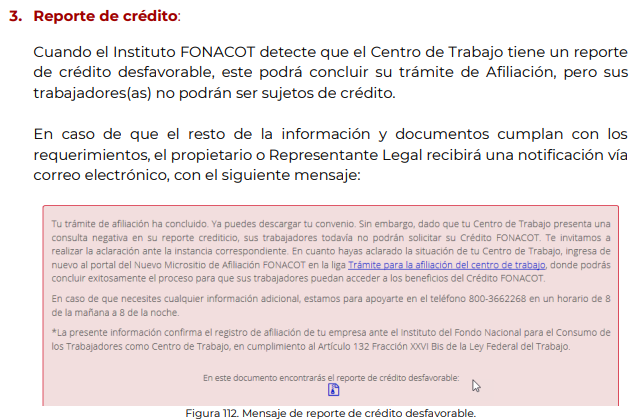 3. Reporte de crédito:
Cuando el Instituto FONACOT detecte que el Centro de Trabajo tiene un reporte
de crédito desfavorable, este podrá concluir su trámite de Afiliación, pero sus
trabajadores(as) no podrán ser sujetos de crédito.
En caso de que el resto de la información y documentos cumplan con los
requerimientos, el propietario o Representante Legal recibirá una notificación vía
correo electrónico, con el siguiente mensaje:
Tu trámite de afiliación ha concluido. Ya puedes descargar tu convenio. Sin embargo, dado que tu Centro de Trabajo presenta una
consulta negativa en su reporte crediticio, sus trabajadores todavía no podrán solicitar su Crédito FONACOT. Te invitamos a
realizar la aclaración ante la instancia correspondiente. En cuanto hayas aclarado la situación de tu Centro de Trabajo, ingresa de
nuevo al portal del Nuevo Micrositio de Afiliación FONACOT en la liga Trámite para la afiliación del centro de trabajo, donde podrás
concluir exitosamente el proceso para que sus trabajadores puedan acceder a los beneficios del Crédito FONACOT.
En caso de que necesites cualquier información adicional, estamos para apoyarte en el teléfono 800-3662268 en un horario de 8
de la mañana a 8 de la noche.
*La presente información confirma el registro de afiliación de tu empresa ante el Instituto del Fondo Nacional para el Consumo de
los Trabajadores como Centro de Trabajo, en cumplimiento al Artículo 132 Fracción XXVI Bis de la Ley Federal del Trabajo.
En este documento encontrarás el reporte de crédito desfavorable:
Figura 112. Mensaje de reporte de crédito desfavorable.